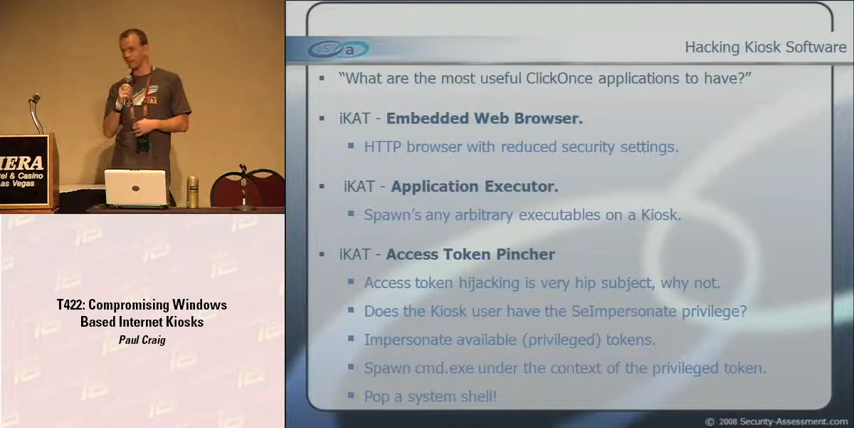 IERA
el & Casino
as Vegas
T422: Compromising Windows
Based Internet Kiosks
Paul Craig
sa
Hacking Kiosk Software
“What are the most useful ClickOnce applications to have?”
iKAT - Embedded Web Browser.
HTTP browser with reduced security settings.
iKAT - Application Executor.
Spawn's any arbitrary executables on a Kiosk.
iKAT - Access Token Pincher
Access token hijacking is very hip subject, why not.
Does the Kiosk user have the SeImpersonate privilege?
Impersonate available (privileged) tokens.
Spawn cmd.exe under the context of the privileged token.
Pop a system shell!
© 2008 Security-Assessment.com